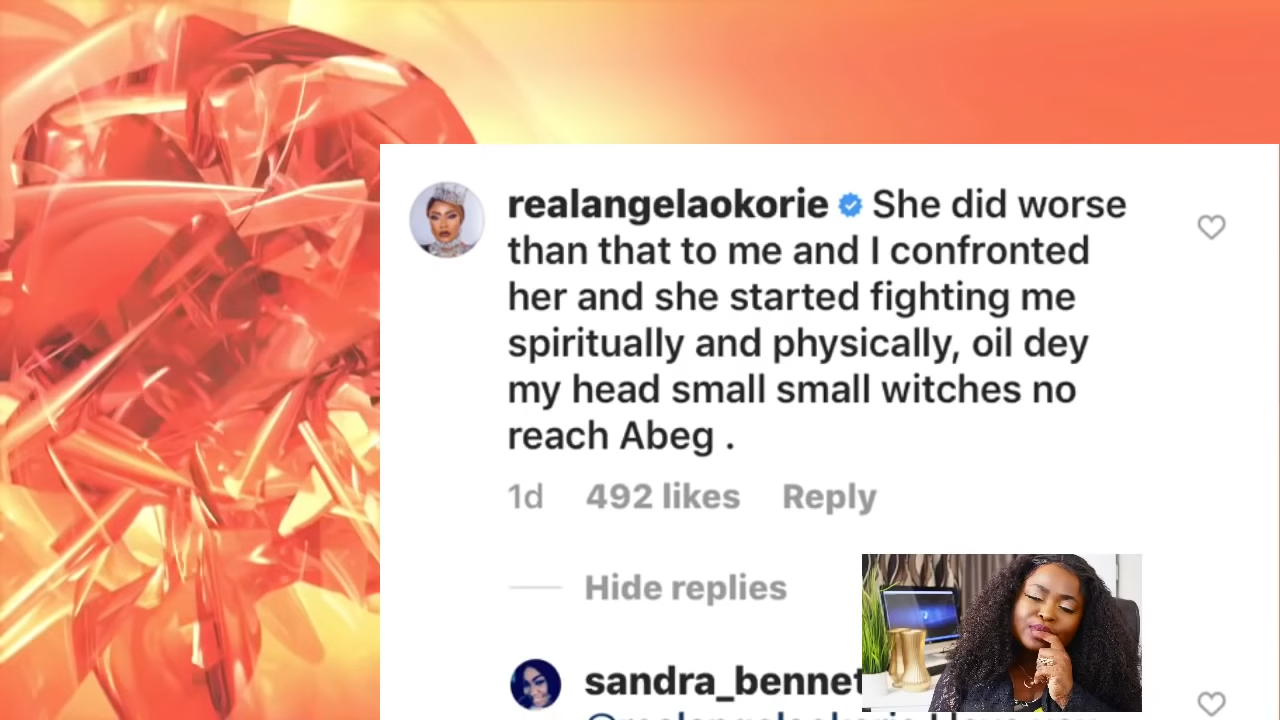 realangelaokorie She did worse
than that to me and I confronted
her and she started fighting me
spiritually and physically, oil dey
my head small small witches no
reach Abeg .
1d 492 likes Reply
Hide replies
sandra_bennet